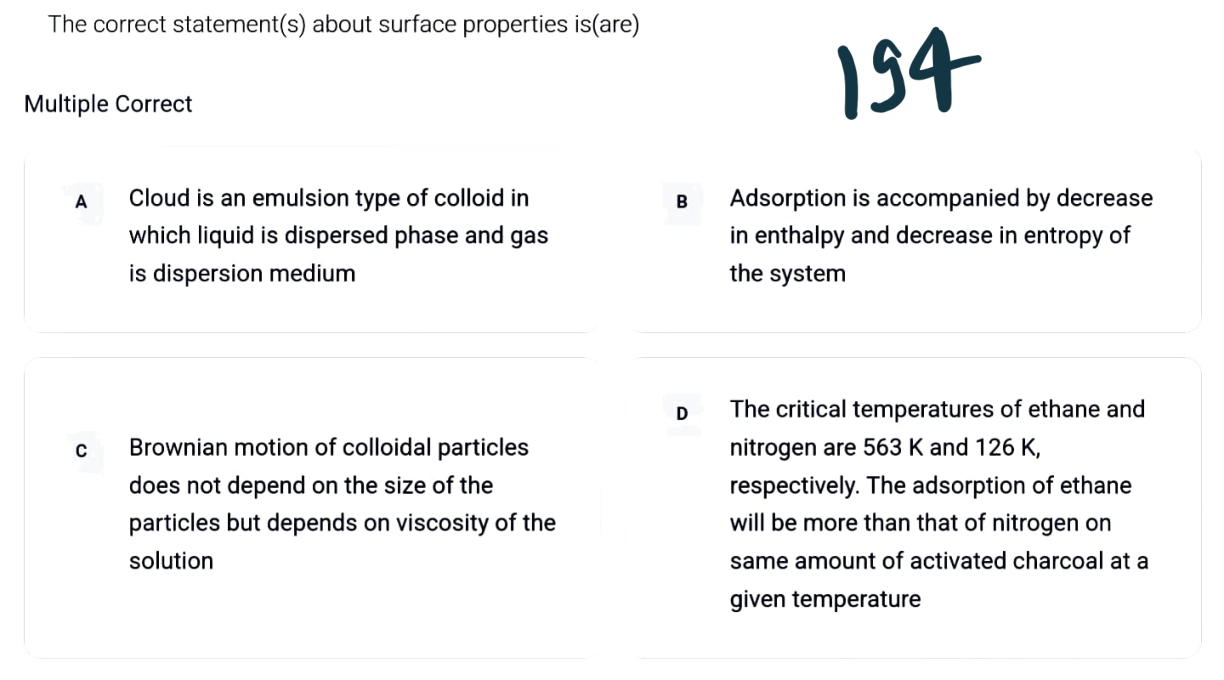 The correct statement(s) about surface properties is(are)
194
Multiple Correct
A
Cloud is an emulsion type of colloid in
which liquid is dispersed phase and gas
is dispersion medium
B
Adsorption is accompanied by decrease
in enthalpy and decrease in entropy of
the system
C
Brownian motion of colloidal particles
does not depend on the size of the
particles but depends on viscosity of the
solution
D
The critical temperatures of ethane and
nitrogen are 563 K and 126 K,
respectively. The adsorption of ethane
will be more than that of nitrogen on
same amount of activated charcoal at a
given temperature